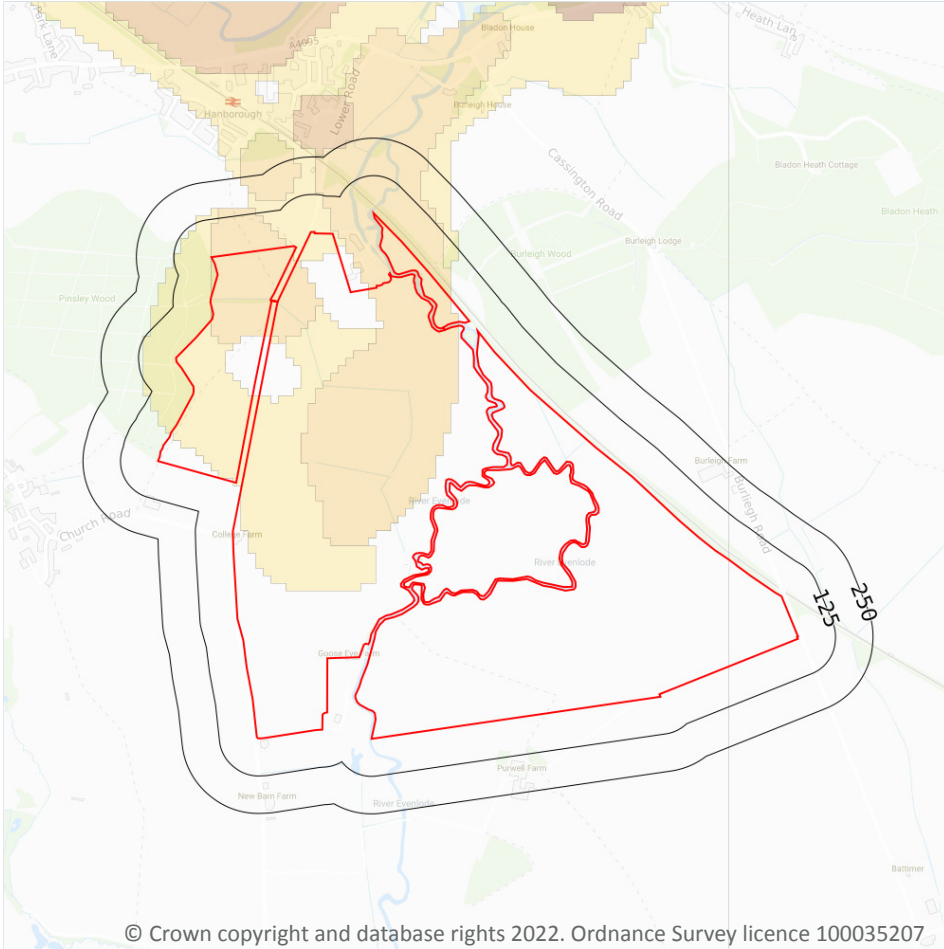 Park Lane
A4095
Bladon House
Heath Lane
Hanborough
Lower Road
Burleigh House
Cassington Road
Bladon Heath Cottage
Bladon Heath
Burleigh Wood
Burleigh Lodge
Pinsley Wood
Burleigh Farm
Burleigh Road
River Evenlode
Church Road
College Farm
River Evenlode
125
250
Goose Eye Farm
Purwell Farm
New Barn Farm
River Evenlode
Battimer
© Crown copyright and database rights 2022. Ordnance Survey licence 100035207